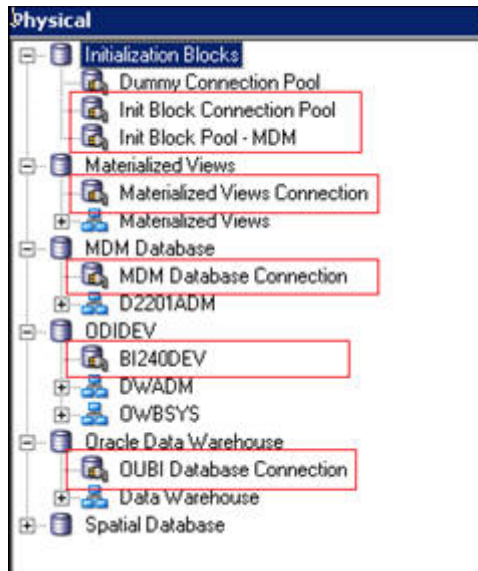 Physical
Initialization Blocks
Dummy Connection Pool
Init Block Connection Pool
Init Block Pool - MDM
Materialized Views
Materialized Views Connection
Materialized Views
MDM Database
MDM Database Connection
D2201ADM
ODIDEV
BI240DEV
DWADM
OWBSYS
Oracle Data Warehouse
OUBI Database Connection
Data Warehouse
Spatial Database